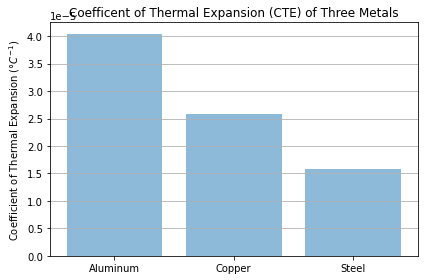 Coefficent of Thermal Expansion (CTE) of Three Metals
1e−5
Coefficient of Thermal Expansion (°C⁻¹)
4.0
3.5
3.0
2.5
2.0
1.5
1.0
0.5
0.0
Aluminum Copper Steel